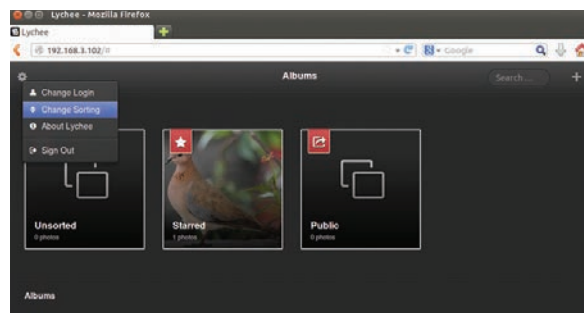 Lychee - Mozilla Firefox
Lychee
192.168.3.102/#
Google
Albums
Search ...
Change Login
Change Sorting
About Lychee
Sign Out
Unsorted
0 photos
Starred
1 photos
Public
0 photos
Albums